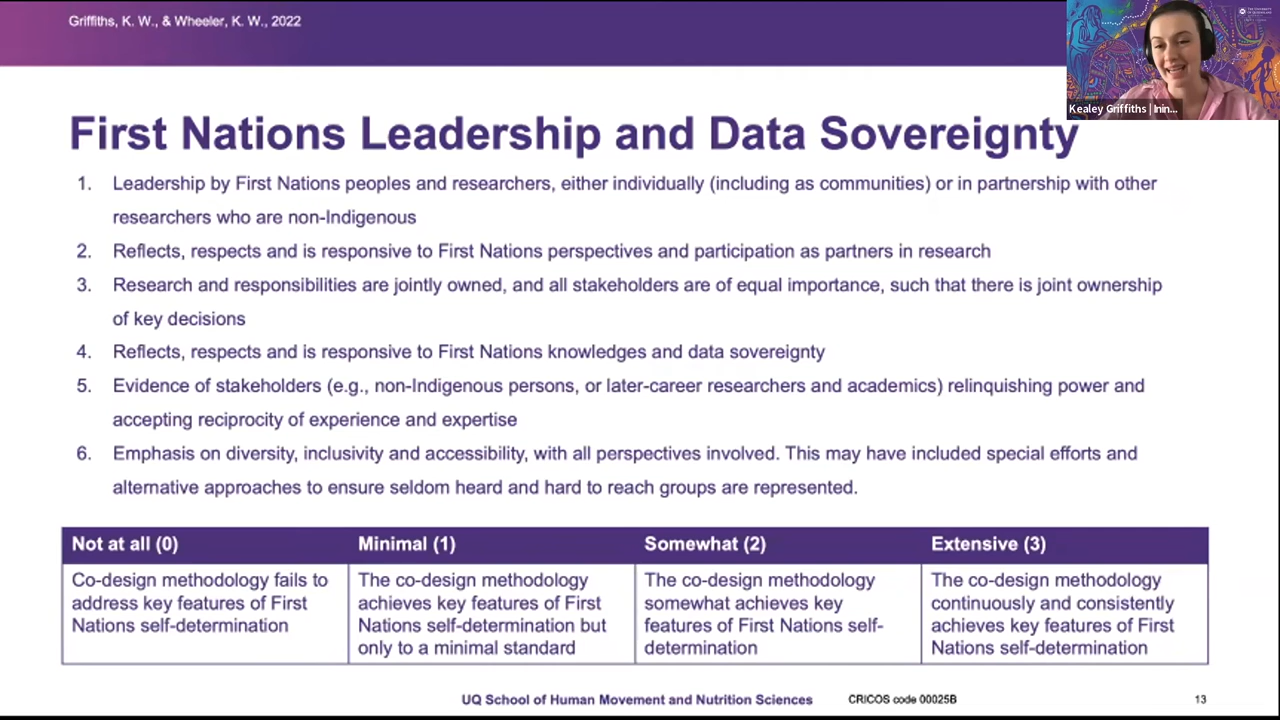 Griffiths, K. W., & Wheeler, K. W., 2022
Kealey Griffiths | Inin...
First Nations Leadership and Data Sovereignty
1. Leadership by First Nations peoples and researchers, either individually (including as communities) or in partnership with other
researchers who are non-Indigenous
2. Reflects, respects and is responsive to First Nations perspectives and participation as partners in research
3. Research and responsibilities are jointly owned, and all stakeholders are of equal importance, such that there is joint ownership
of key decisions
4. Reflects, respects and is responsive to First Nations knowledges and data sovereignty
5. Evidence of stakeholders (e.g., non-Indigenous persons, or later-career researchers and academics) relinquishing power and
accepting reciprocity of experience and expertise
6. Emphasis on diversity, inclusivity and accessibility, with all perspectives involved. This may have included special efforts and
alternative approaches to ensure seldom heard and hard to reach groups are represented.
Not at all (0)
Co-design methodology fails to
address key features of First
Nations self-determination
Minimal (1)
The co-design methodology
achieves key features of First
Nations self-determination but
only to a minimal standard
Somewhat (2)
The co-design methodology
somewhat achieves key
features of First Nations self-
determination
Extensive (3)
The co-design methodology
continuously and consistently
achieves key features of First
Nations self-determination
UQ School of Human Movement and Nutrition Sciences
CRICOS code 00025B
13